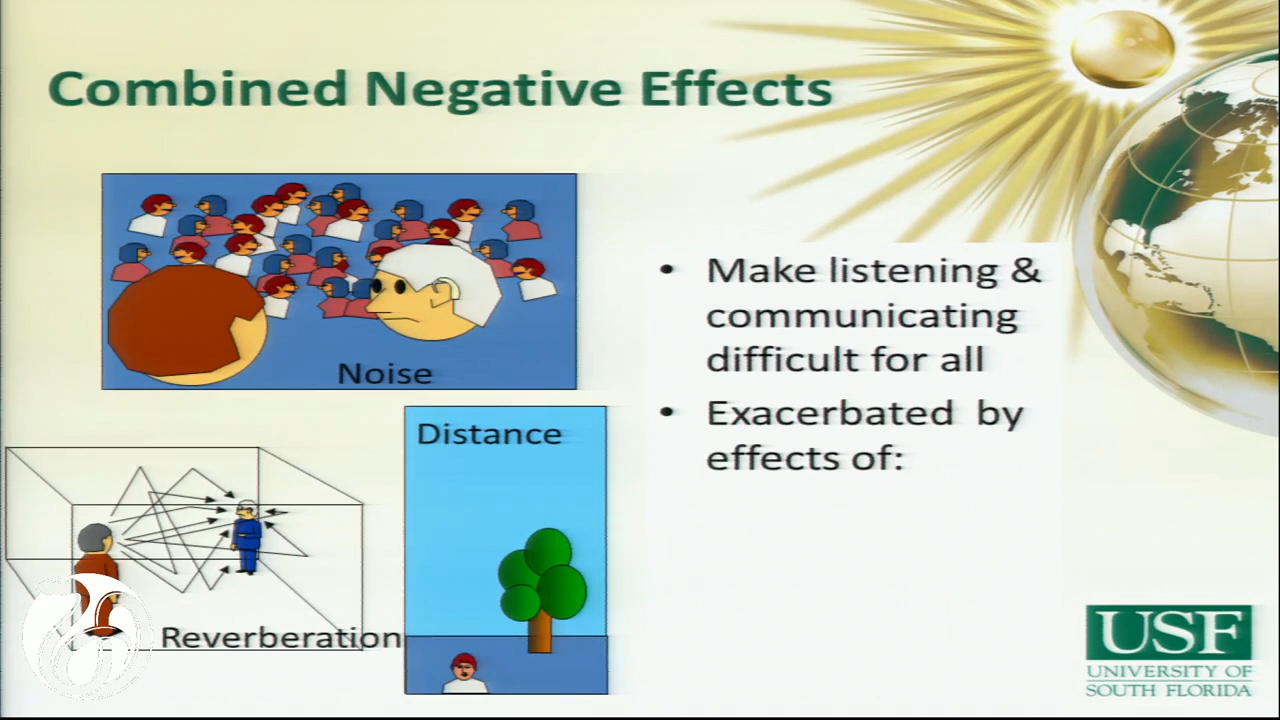 Combined Negative Effects
Noise
Distance
Reverberation
• Make listening &
communicating
difficult for all
• Exacerbated by
effects of:
USF
UNIVERSITY OF
SOUTH FLORIDA